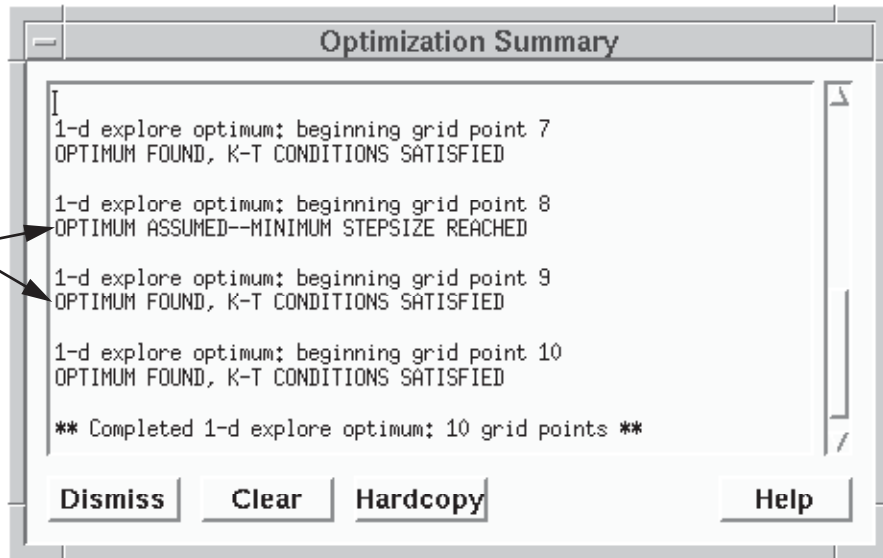 Optimization Summary
1-d explore optimum: beginning grid point 7
OPTIMUM FOUND, K-T CONDITIONS SATISFIED
1-d explore optimum: beginning grid point 8
OPTIMUM ASSUMED--MINIMUM STEPSIZE REACHED
1-d explore optimum: beginning grid point 9
OPTIMUM FOUND, K-T CONDITIONS SATISFIED
1-d explore optimum: beginning grid point 10
OPTIMUM FOUND, K-T CONDITIONS SATISFIED
** Completed 1-d explore optimum: 10 grid points **
Dismiss Clear Hardcopy Help